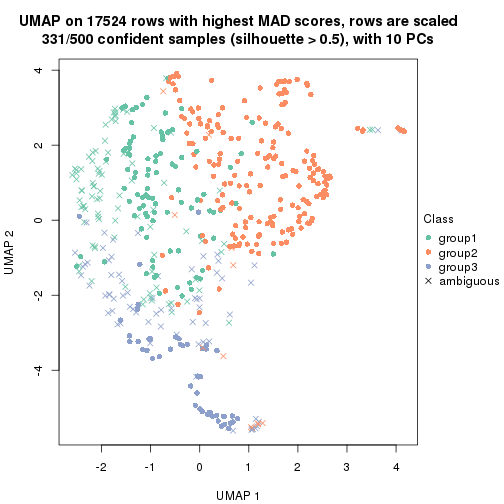 UMAP on 17524 rows with highest MAD scores, rows are scaled
331/500 confident samples (silhouette > 0.5), with 10 PCs
4
2
0
-2
-4
UMAP 2
-2
-1
0
1
2
3
4
UMAP 1
Class
group1
group2
group3
ambiguous